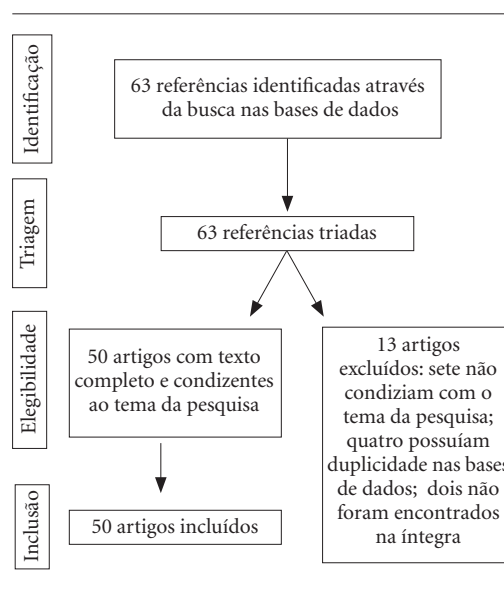 Identificação
63 referências identificadas através
da busca nas bases de dados
Triagem
63 referências triadas
Elegibilidade
50 artigos com texto
completo e condizentes
ao tema da pesquisa
13 artigos
excluídos: sete não
condiziam com o
tema da pesquisa;
quatro possuíam
duplicidade nas bases
de dados; dois não
foram encontrados
na íntegra
Inclusão
50 artigos incluídos